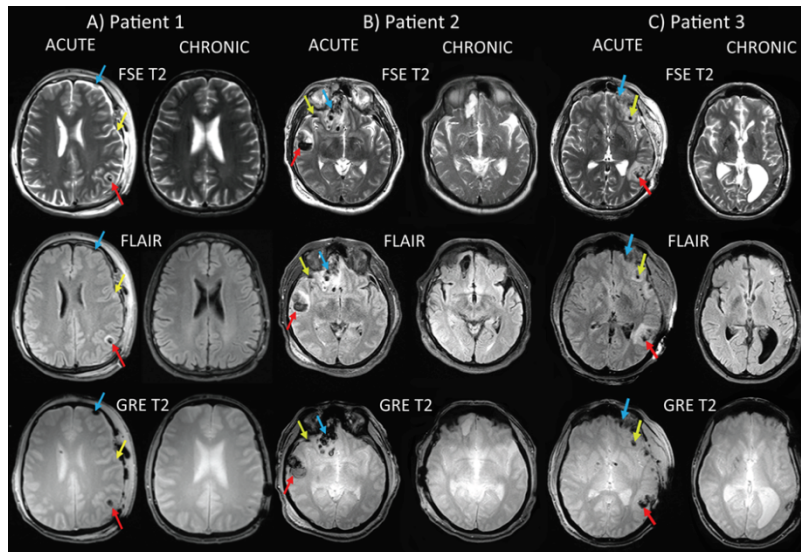 A) Patient 1 B) Patient 2 C) Patient 3
ACUTE CHRONIC ACUTE CHRONIC ACUTE CHRONIC
FSE T2 FSE T2 FSE T2
FLAIR FLAIR FLAIR
GRE T2 GRE T2 GRE T2